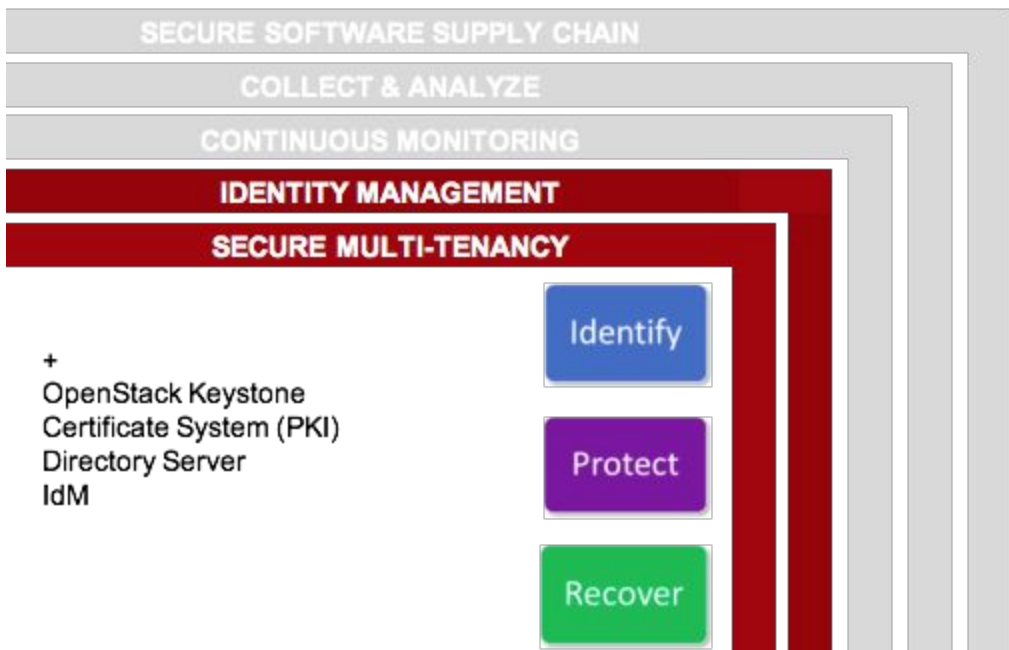 SECURE SOFTWARE SUPPLY CHAIN
COLLECT & ANALYZE
CONTINUOUS MONITORING
IDENTITY MANAGEMENT
SECURE MULTI-TENANCY
Identify
+
OpenStack Keystone
Certificate System (PKI)
Directory Server
IdM
Protect
Recover